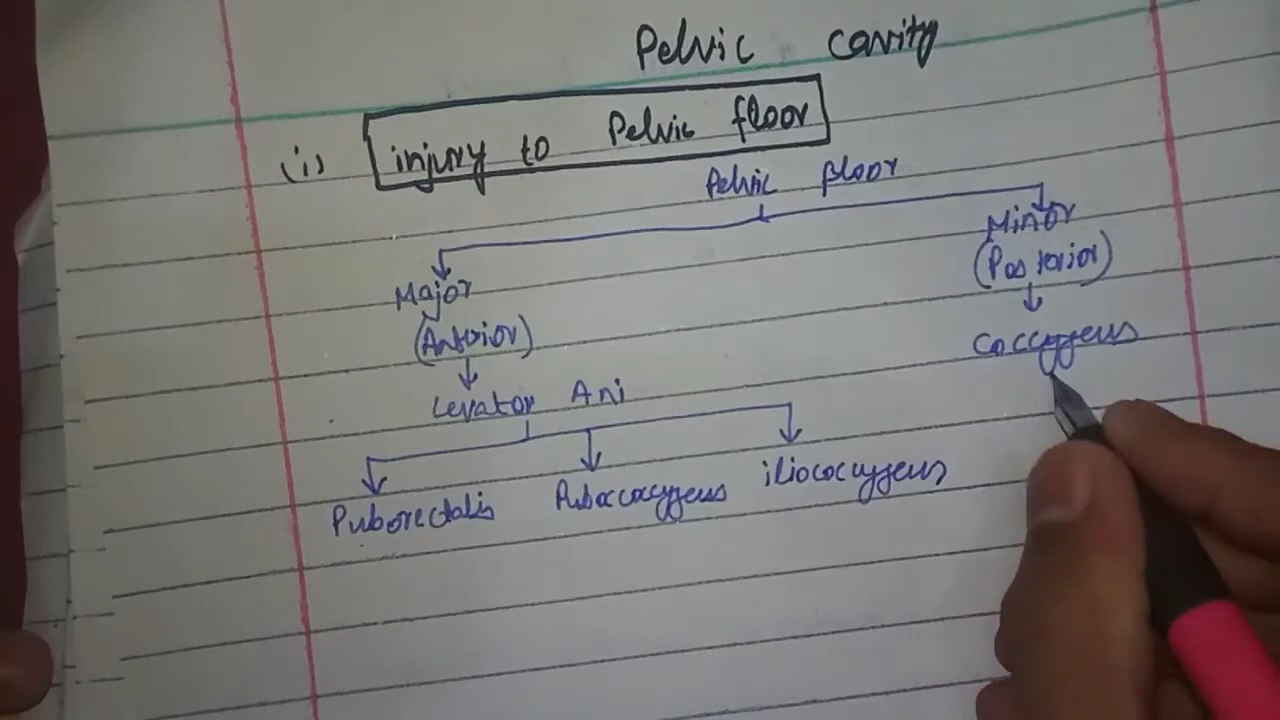 Pelvic cavity
(i) injury to Pelvic floor
Pelvic floor
Major
(Anterior)
Minor
(Posterior)
Levator Ani
Coccygeus
Puborectalis Pubococcygeus iliococcygeus